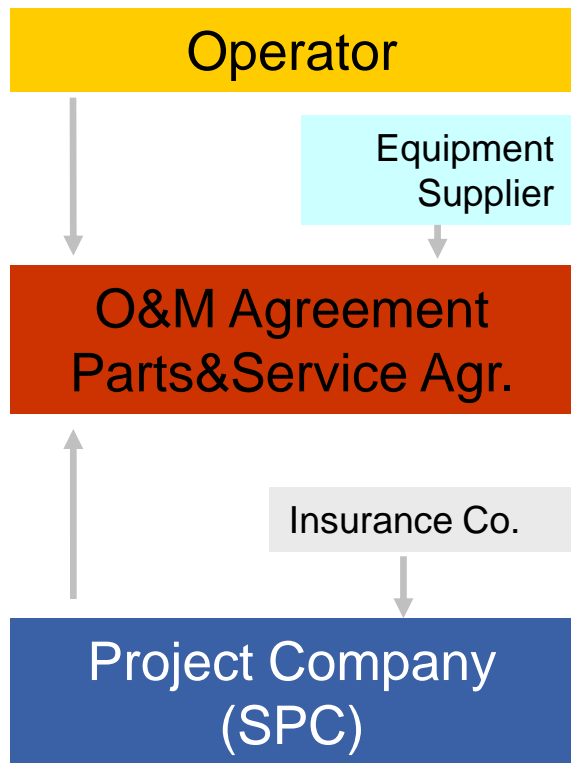 Operator
Equipment
Supplier
O&M Agreement
Parts&Service Agr.
Insurance Co.
Project Company
(SPC)